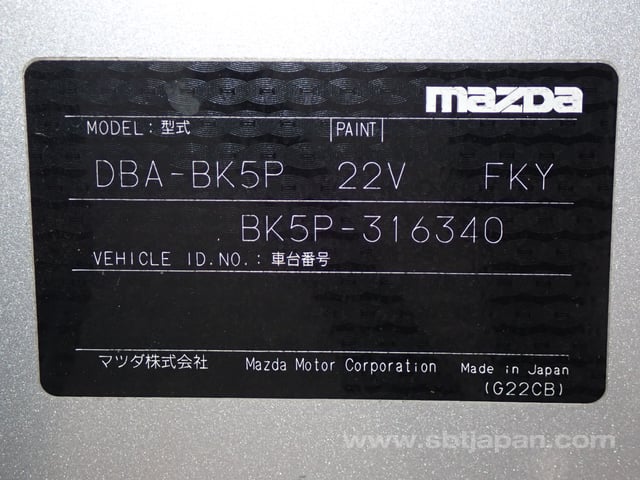 mazda
MODEL: 型式 PAINT
DBA-BK5P 22V FKY
BK5P-316340
VEHICLE ID.NO.: 車台番号
マツダ株式会社 Mazda Motor Corporation Made in Japan
(G22CB)
www.sbtjapan.com